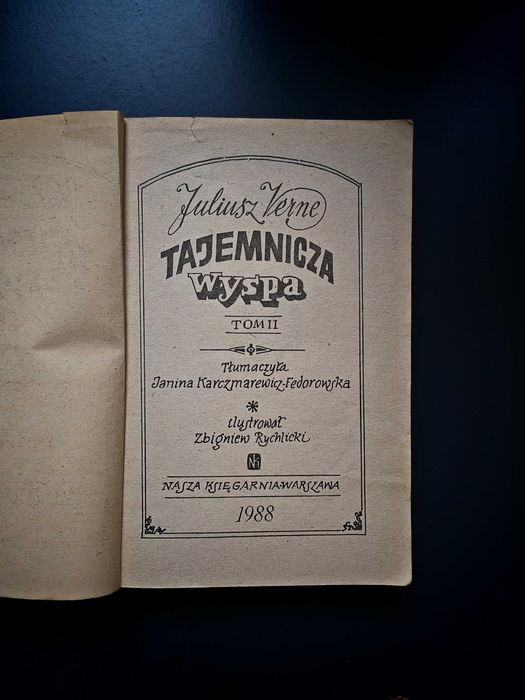 Juliusz Verne
TAJEMNICZA
wyspa
TOM II
Tłumaczyła
Janina Karczmarewicz-Fedorowska
ilustrował
Zbigniew Rychlicki
Nk
NASZA KSIĘGARNIA·WARSZAWA
1988